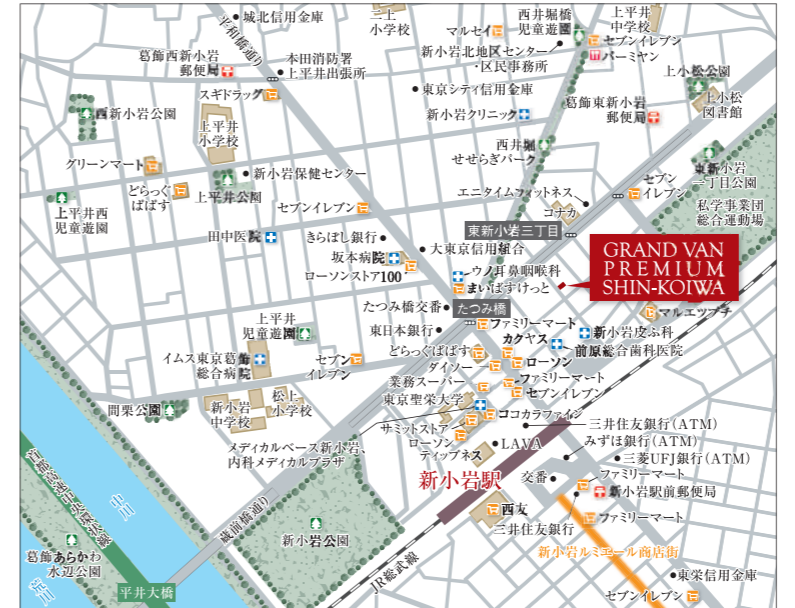 城北信用金庫
平和橋通り
二上
小学校
マルセイ
西井堀橋
児童遊園
上平井
中学校
セブンイレブン
バーミヤン
新小岩北地区センター
・区民事務所
葛飾西新小岩
郵便局
本田消防署
上平井出張所
スギドラッグ
東京シティ信用金庫
上小松公園
上小松
図書館
葛飾東新小岩
郵便局
新小岩クリニック
西新小岩公園
上平井
小学校
西井堀
せせらぎパーク
グリーンマート
どらっぐ
ぱぱす
新小岩保健センター
上平井公園
東新小岩
一丁目公園
セブン
イレブン
エニタイムフィットネス
コナカ
私学事業団
総合運動場
上平井西
児童遊園
セブンイレブン
田中医院
きらぼし銀行
東新小岩三丁目
大東京信用組合
坂本病院
ローソンストア100
ウノ耳鼻咽喉科
まいばすけっと
GRAND VAN
PREMIUM
SHIN-KOIWA
たつみ橋交番
たつみ橋
マルエツプチ
上平井
児童遊園
東日本銀行
ファミリーマート
カクヤス
新小岩皮ふ科
前原総合歯科医院
イムス東京葛飾
総合病院
セブン
イレブン
どらっぐぱぱす
ダイソー
ローソン
業務スーパー
ファミリーマート
セブンイレブン
間栗公園
新小岩
中学校
松上
小学校
東京聖栄大学
ココカラファイン
サミットストア
ローソン
ティップネス
LAVA
三井住友銀行(ATM)
みずほ銀行(ATM)
三菱UFJ銀行(ATM)
メディカルベース新小岩、
内科メディカルプラザ
新小岩駅
交番
ファミリーマート
新小岩駅前郵便局
首都高速中央環状線
中川
蔵前橋通り
西友
三井住友銀行
ファミリーマート
新小岩公園
新小岩ルミエール商店街
葛飾あらかわ
水辺公園
平井大橋
JR総武線
東栄信用金庫
セブンイレブン